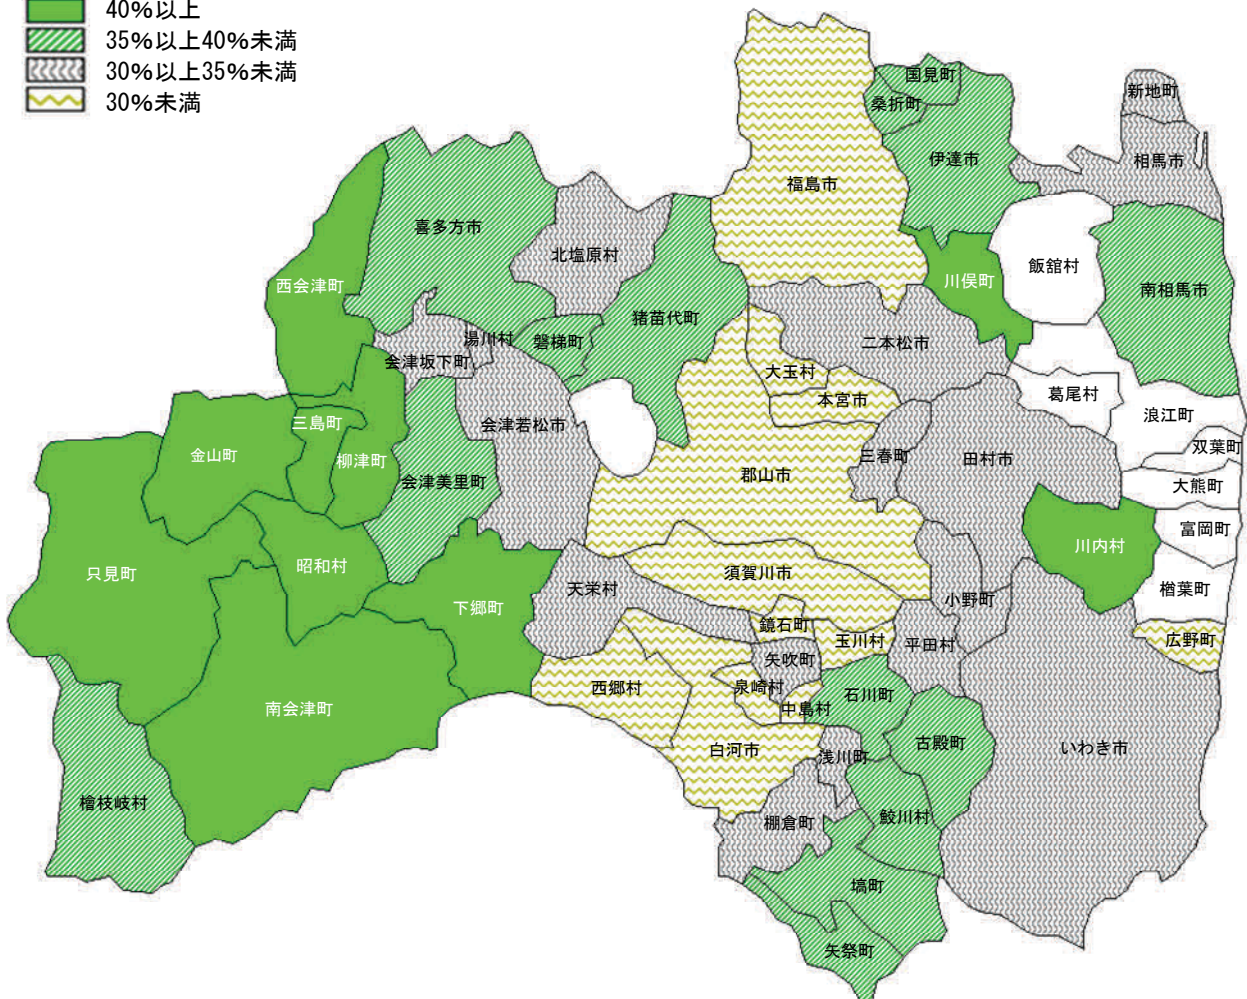 40％以上
35％以上40％未満
30％以上35％未満
30％未満
国見町
新地町
桑折町
伊達市
相馬市
福島市
喜多方市
北塩原村
飯舘村
西会津町
川俣町
南相馬市
猪苗代町
湯川村
磐梯町
二本松市
会津坂下町
大玉村
葛尾村
本宮市
浪江町
三島町
会津若松市
双葉町
金山町
柳津町
三春町
田村市
会津美里町
郡山市
大熊町
富岡町
川内村
只見町
昭和村
須賀川市
天栄村
楢葉町
小野町
下郷町
鏡石町
玉川村
広野町
平田村
矢吹町
西郷村
泉崎村
石川町
南会津町
中島村
古殿町
白河市
浅川町
いわき市
檜枝岐村
棚倉町
鮫川村
塙町
矢祭町